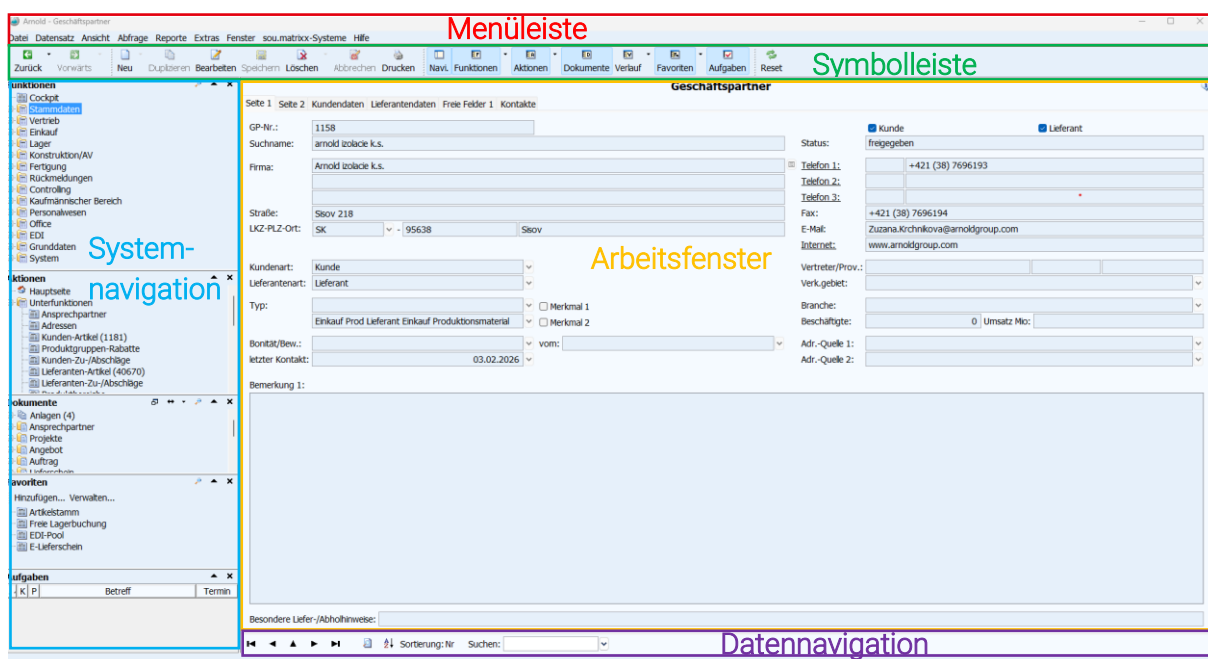 Arnold - Geschäftspartner
Datei Datensatz Ansicht Abfrage Reporte Extras Fenster sou.matrixx-Systeme Hilfe
Menüleiste
Zurück Vorwärts Neu Duplizieren Bearbeiten Speichern Löschen Abbrechen Drucken Navi. Funktionen Aktionen Dokumente Verlauf Favoriten Aufgaben Reset
Symbolleiste
Funktionen
Cockpit
Stammdaten
Vertrieb
Einkauf
Lager
Konstruktion/AV
Fertigung
Rückmeldungen
Controlling
Kaufmännischer Bereich
Personalwesen
Office
EDI
Grunddaten
System
System-
navigation
Aktionen
Hauptseite
Unterfunktionen
Ansprechpartner
Adressen
Kunden-Artikel (1181)
Produktgruppen-Rabatte
Kunden-Zu-/Abschläge
Lieferanten-Artikel (40670)
Lieferanten-Zu-/Abschläge
Dokumente
Anlagen (4)
Ansprechpartner
Projekte
Angebot
Auftrag
Lieferschein
Favoriten
Hinzufügen... Verwalten...
Artikelstamm
Freie Lagerbuchung
EDI-Pool
E-Lieferschein
Aufgaben
K P Betreff Termin
Geschäftspartner
Seite 1 Seite 2 Kundendaten Lieferantendaten Freie Felder 1 Kontakte
GP-Nr.: 1158 Kunde Lieferant
Suchname: arnold izolacie k.s. Status: freigegeben
Firma: Arnold izolacie k.s. Telefon 1: +421 (38) 7696193
Telefon 2:
Telefon 3:
Straße: Sisov 218 Fax: +421 (38) 7696194
LKZ-PLZ-Ort: SK - 95638 Sisov E-Mail: Zuzana.Krchnikova@arnoldgroup.com
Internet: www.arnoldgroup.com
Arbeitsfenster
Kundenart: Kunde Vertreter/Prov.:
Lieferantenart: Lieferant Verk.gebiet:
Typ: Merkmal 1 Branche:
Einkauf Prod Lieferant Einkauf Produktionsmaterial Merkmal 2 Beschäftigte: 0 Umsatz Mio:
Bonität/Bew.: vom: Adr.-Quelle 1:
letzter Kontakt: 03.02.2026 Adr.-Quelle 2:
Bemerkung 1:
Besondere Liefer-/Abholhinweise:
Sortierung: Nr Suchen:
Datennavigation